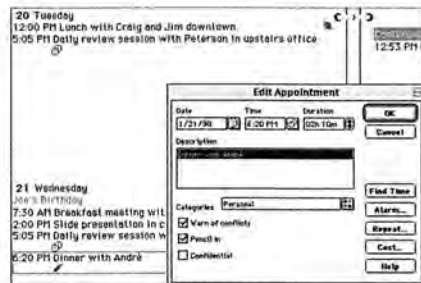 20 Tuesday
12:00 PM Lunch with Craig and Jim downtown
5:05 PM Daily review session with Peterson in upstairs office
12:53 PM
21 Wednesday
Joe's Birthday
7:30 AM Breakfast meeting wit
2:00 PM Slide presentation in c
5:05 PM Daily review session w
6:20 PM Dinner with André
Edit Appointment
Date Time Duration
1/21/98 6:20 PM 02h 10m
Description
Dinner with André
Categories Personal
Warn of conflicts
Pencil in
Confidential
OK
Cancel
Find Time
Alarm...
Repeat...
Cost...
Help